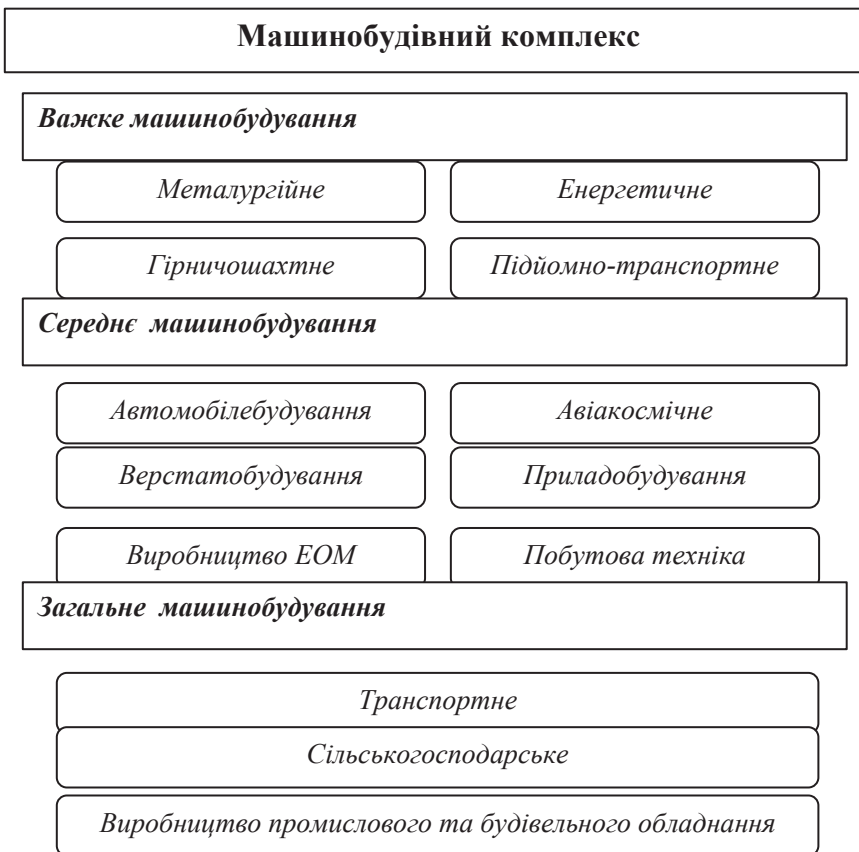 Машинобудівний комплекс
Важке машинобудування
Металургійне
Енергетичне
Гірничошахтне
Підйомно-транспортне
Середнє машинобудування
Автомобілебудування
Авіакосмічне
Верстатобудування
Приладобудування
Виробництво ЕОМ
Побутова техніка
Загальне машинобудування
Транспортне
Сільськогосподарське
Виробництво промислового та будівельного обладнання